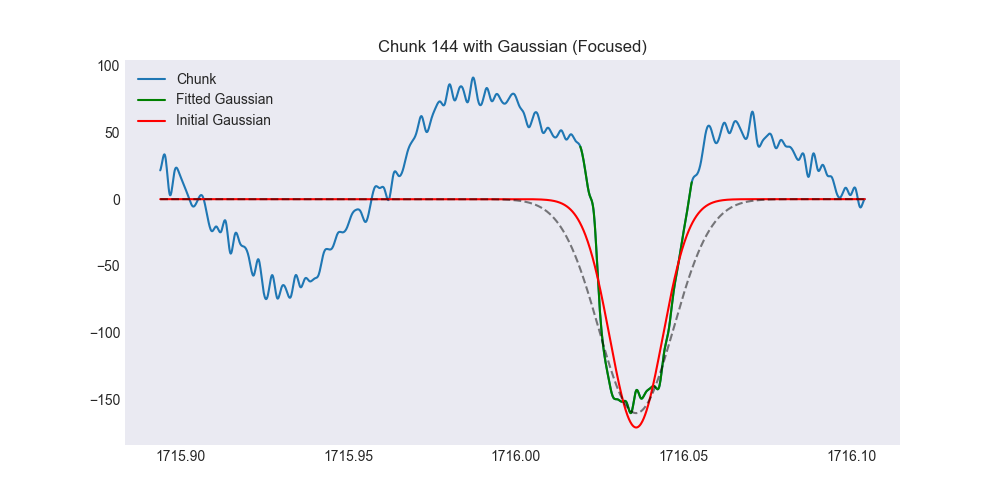 Chunk 144 with Gaussian (Focused)
Chunk
Fitted Gaussian
Initial Gaussian
100
50
0
−50
−100
−150
1715.90 1715.95 1716.00 1716.05 1716.10